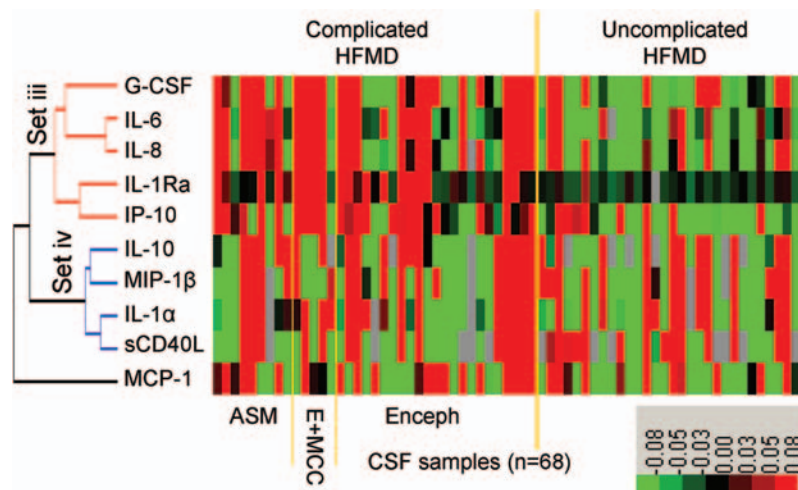 Complicated
HFMD
Uncomplicated
HFMD
Set iii
G-CSF
IL-6
IL-8
IL-1Ra
IP-10
Set iv
IL-10
MIP-1β
IL-1α
sCD40L
MCP-1
ASM
E+MCC
Enceph
CSF samples (n=68)
-0.08
-0.05
-0.03
0.00
0.03
0.05
0.08